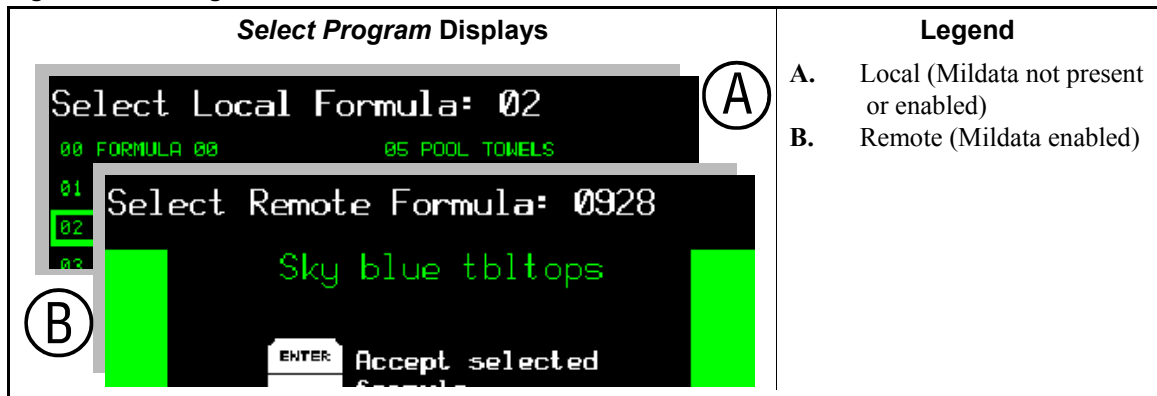 Select Program Displays
Select Local Formula: 02
00 FORMULA 00 05 POOL TOWELS
01
02
03
A
Select Remote Formula: 0928
Sky blue tbltops
ENTER Accept selected
B
Legend
A. Local (Mildata not present
or enabled)
B. Remote (Mildata enabled)